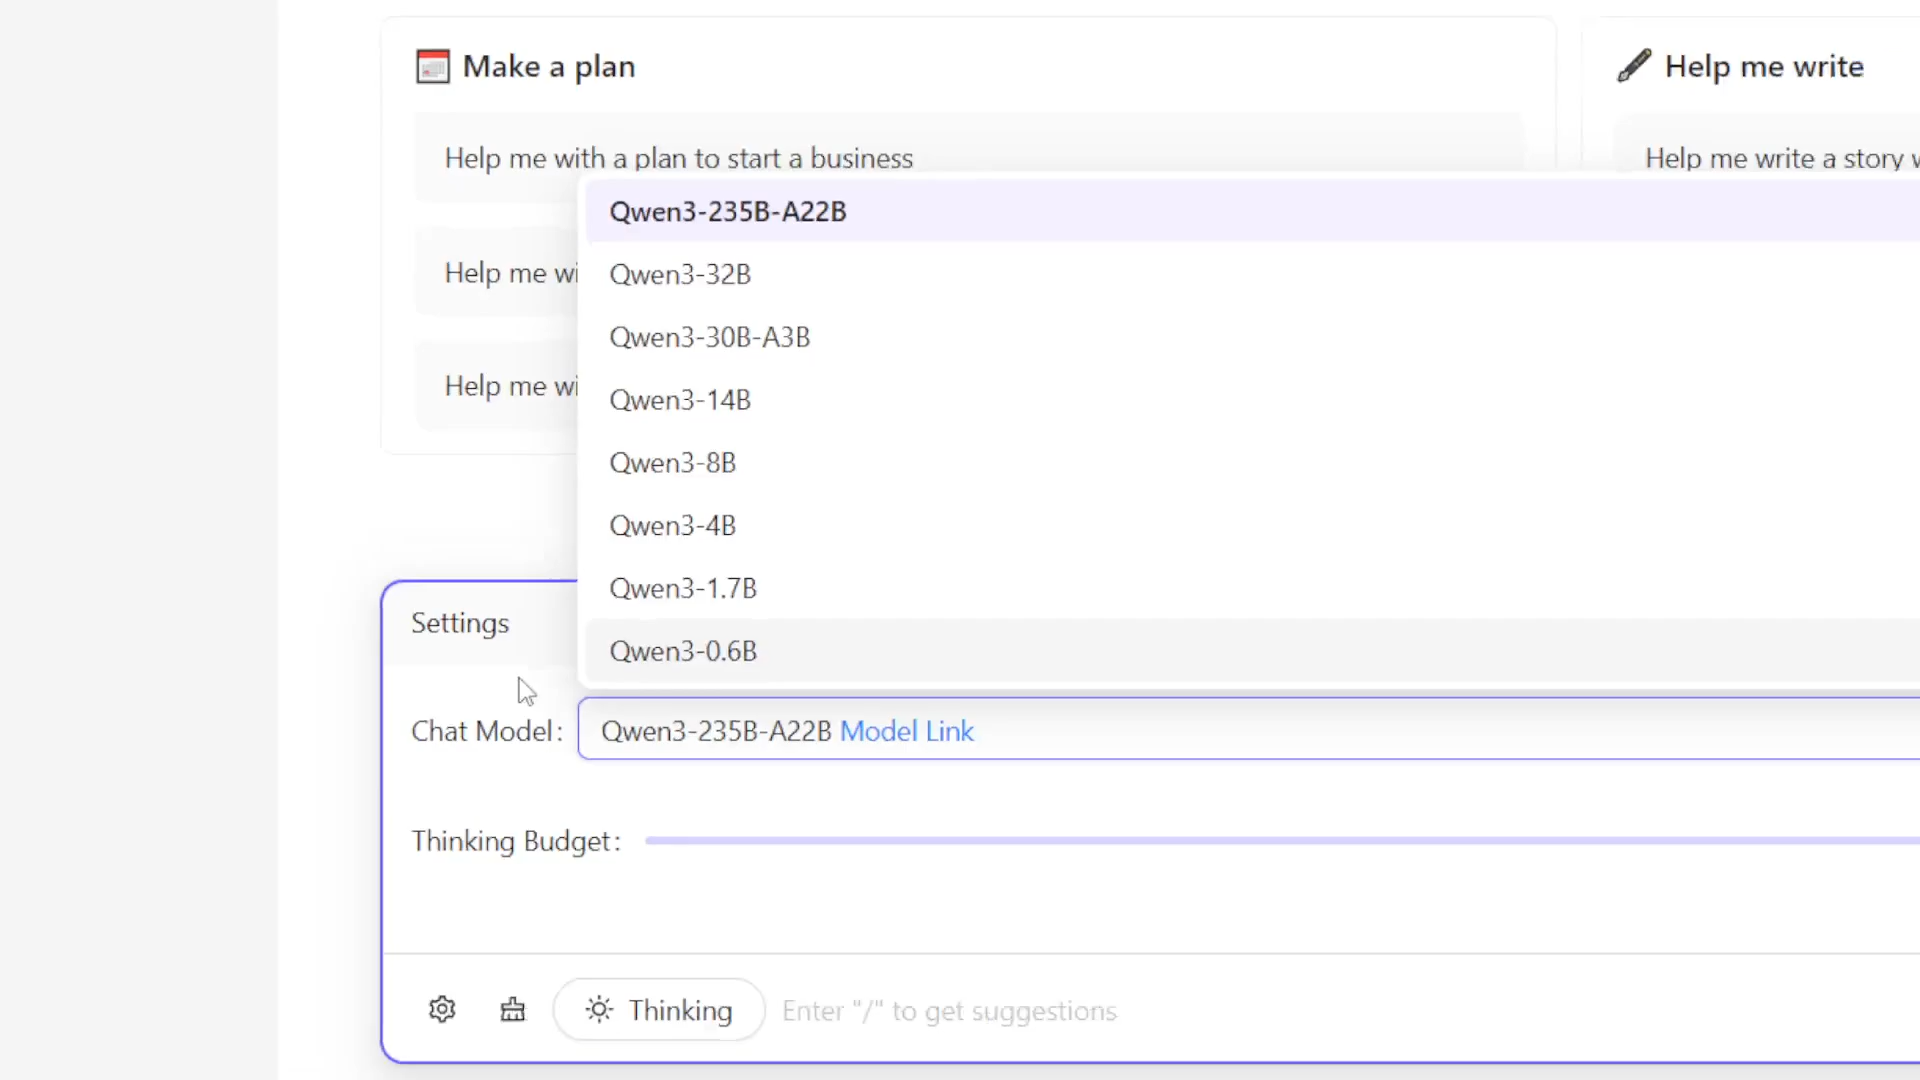 Make a plan
Help me write
Help me with a plan to start a business
Help me write a story
Help me
Help me
Qwen3-235B-A22B
Qwen3-32B
Qwen3-30B-A3B
Qwen3-14B
Qwen3-8B
Qwen3-4B
Qwen3-1.7B
Qwen3-0.6B
Settings
Chat Model:
Qwen3-235B-A22B Model Link
Thinking Budget:
Thinking
Enter "/" to get suggestions